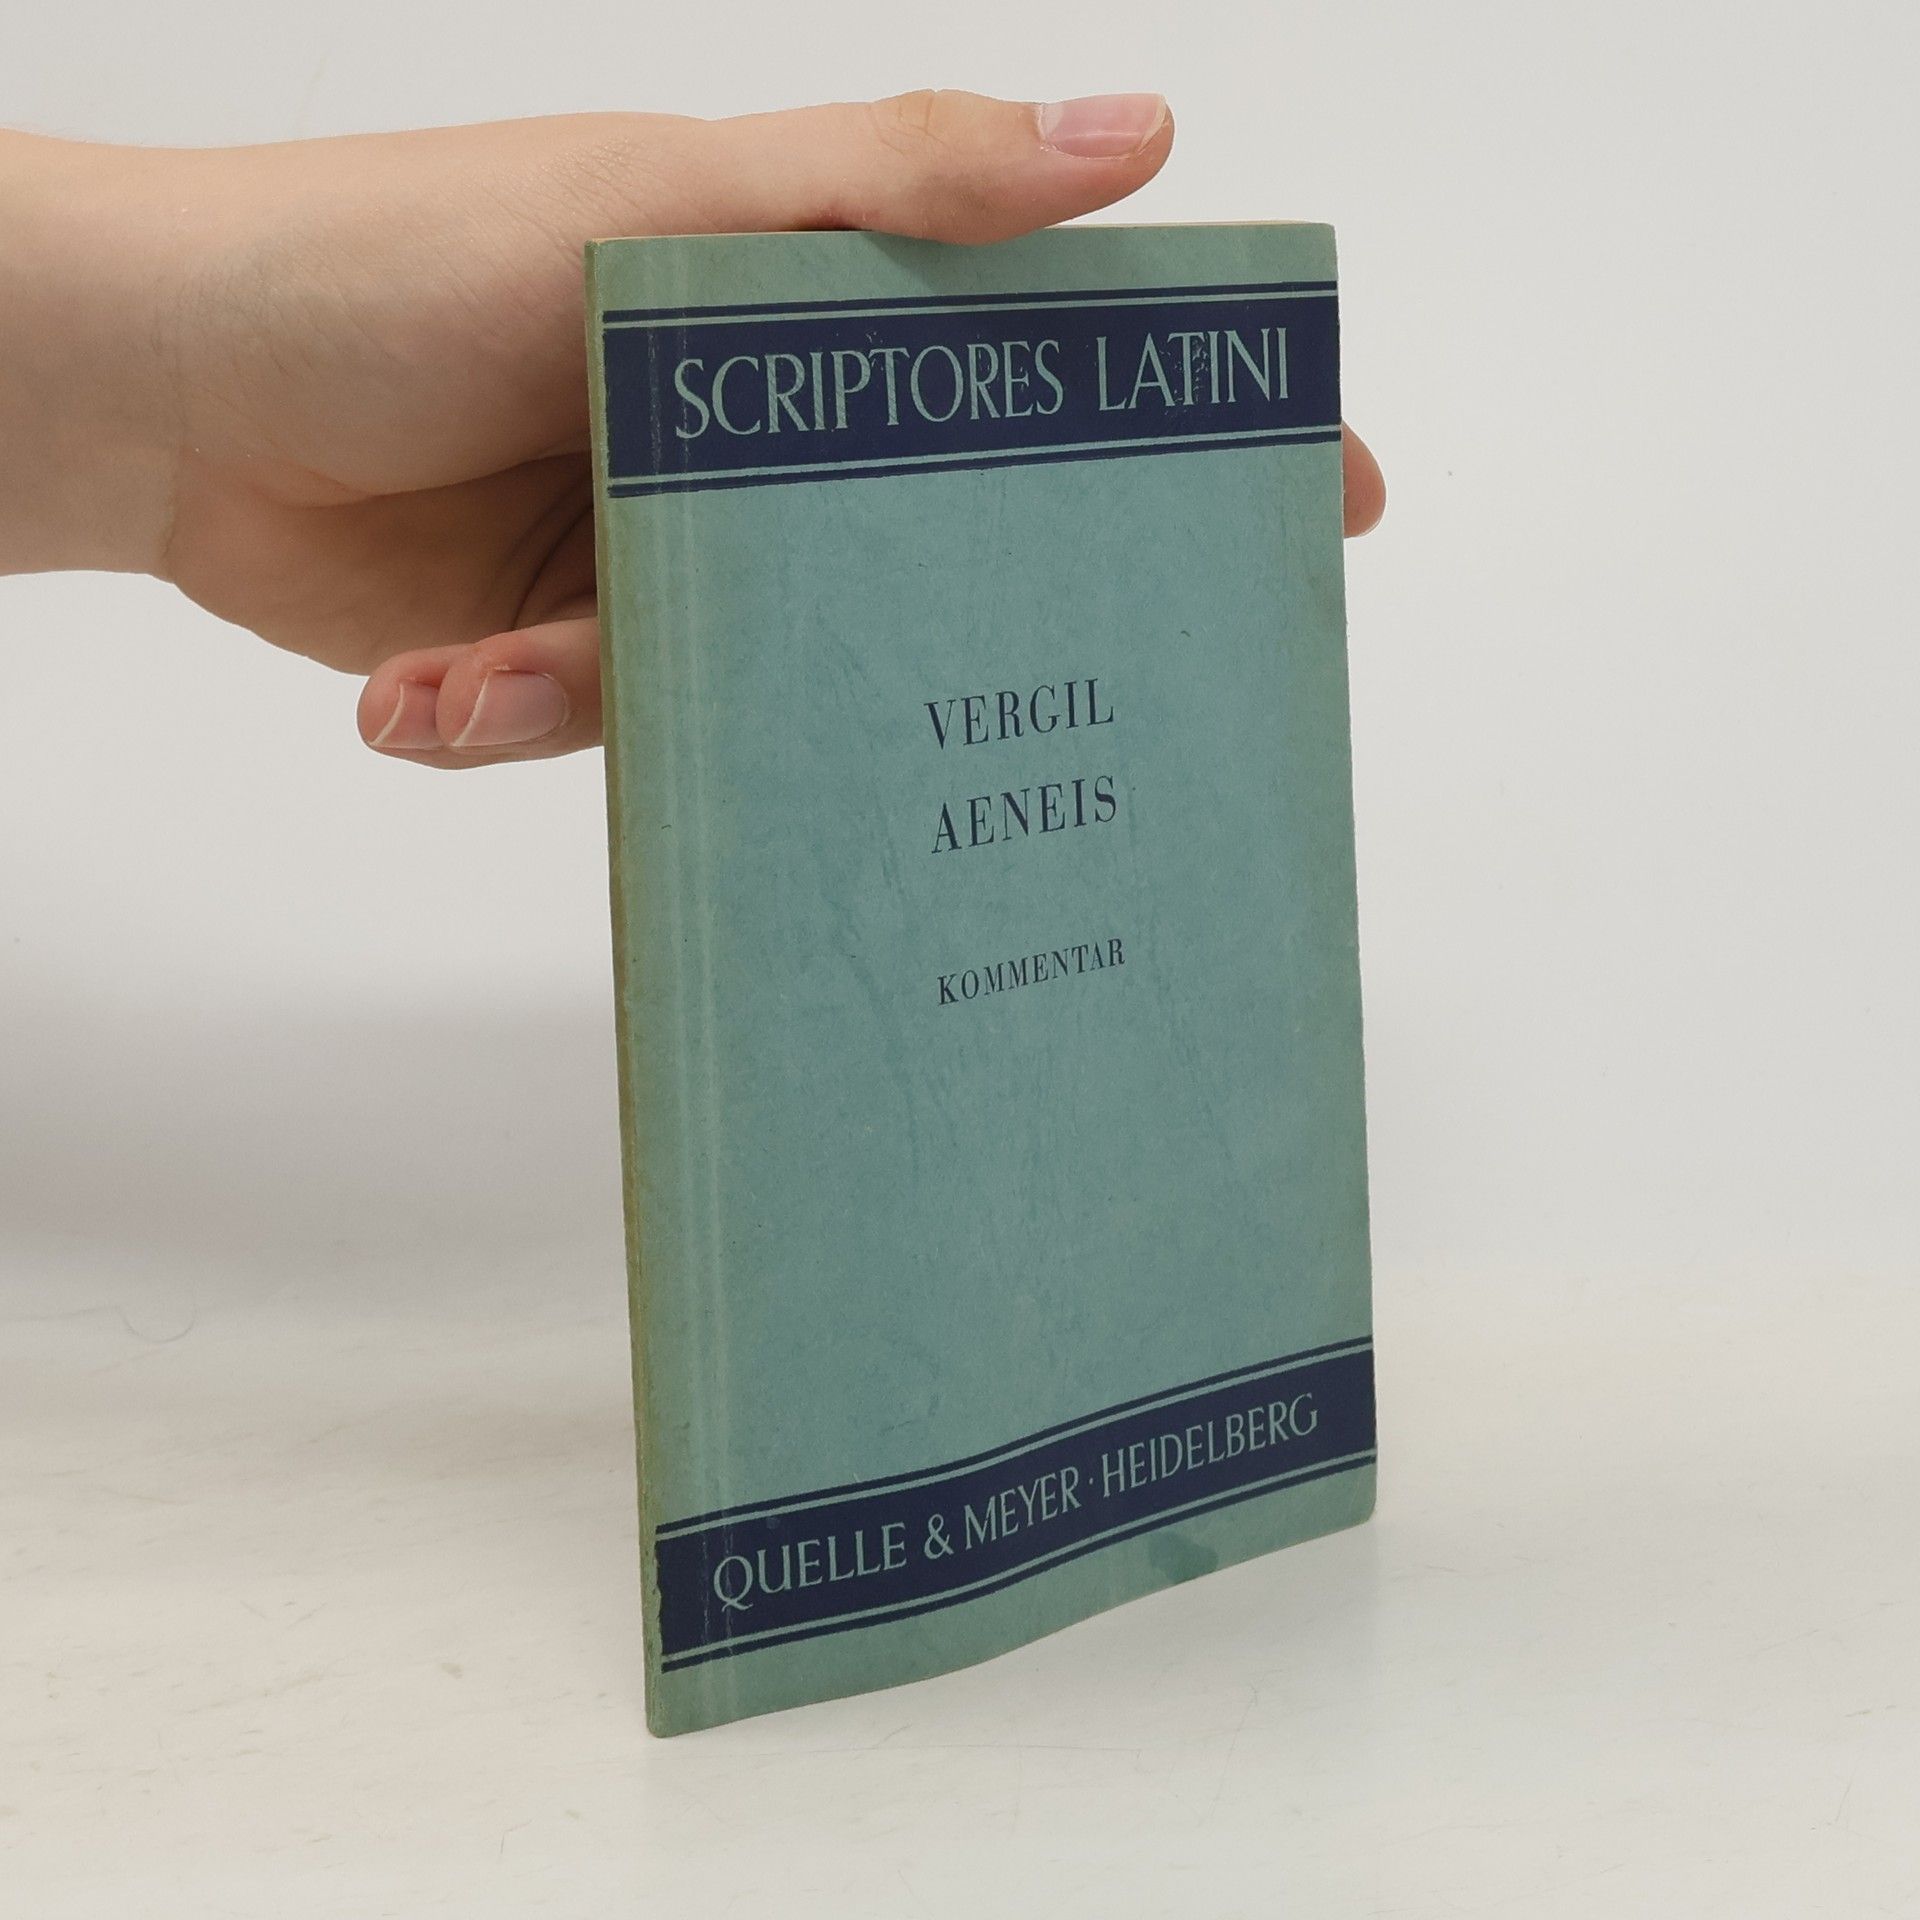 SCRIPTORES LATINI
VERGIL
AENEIS
KOMMENTAR
QUELLE & MEYER · HEIDELBERG